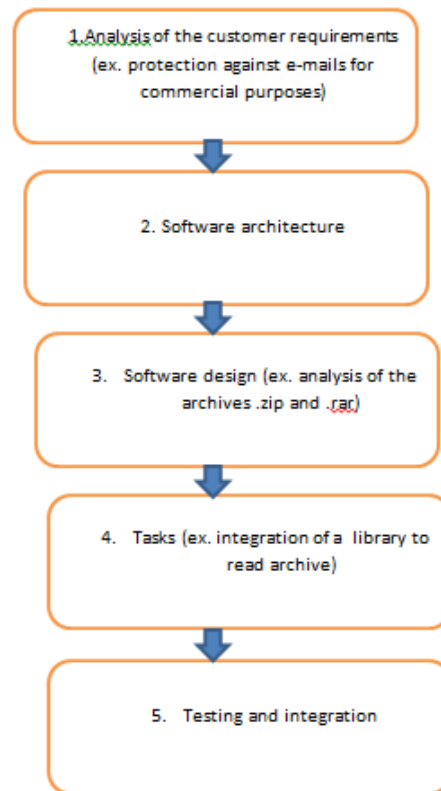 1.Analysis of the customer requirements
(ex. protection against e-mails for
commercial purposes)
2. Software architecture
3. Software design (ex. analysis of the
archives .zip and .rar)
4. Tasks (ex. integration of a library to
read archive)
5. Testing and integration